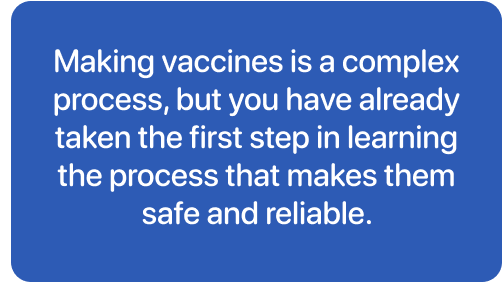 Making vaccines is a complex
process, but you have already
taken the first step in learning
the process that makes them
safe and reliable.